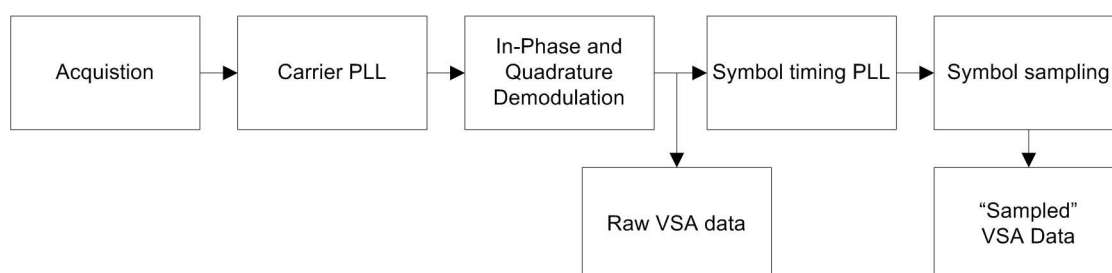 Acquistion
Carrier PLL
In-Phase and
Quadrature
Demodulation
Symbol timing PLL
Symbol sampling
Raw VSA data
“Sampled”
VSA Data